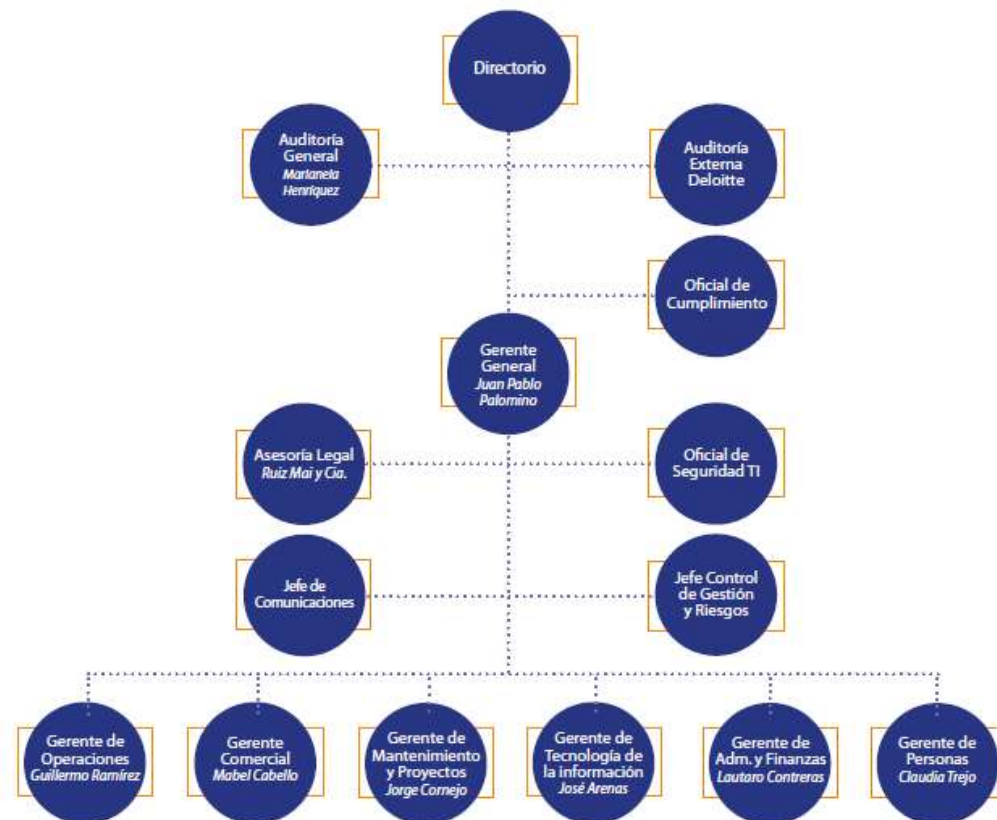 Directorio
Auditoría
General
Marianela
Henríquez
Auditoría
Externa
Deloitte
Oficial de
Cumplimiento
Gerente
General
Juan Pablo
Palomino
Asesoría Legal
Ruiz Mai y Cia.
Oficial de
Seguridad TI
Jefe de
Comunicaciones
Jefe Control
de Gestión
y Riesgos
Gerente de
Operaciones
Guillermo Ramírez
Gerente
Comercial
Mabel Cabello
Gerente de
Mantenimiento
y Proyectos
Jorge Cornejo
Gerente de
Tecnología de
la información
José Arenas
Gerente de
Adm. y Finanzas
Lautaro Contreras
Gerente de
Personas
Claudia Trejo